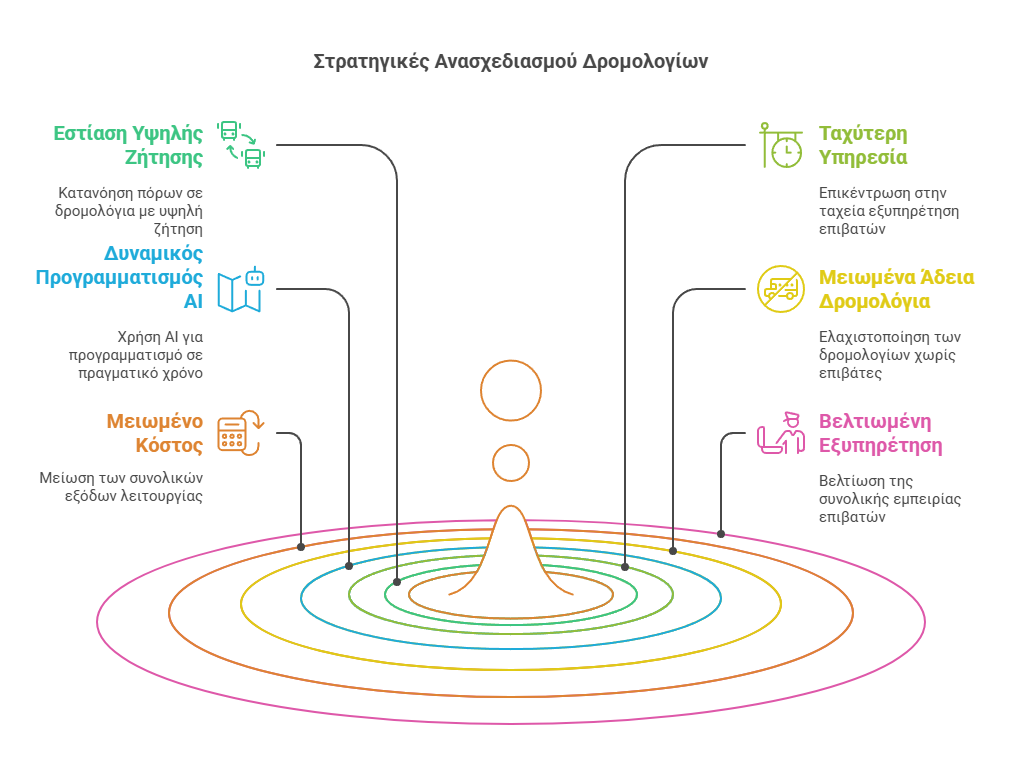 Στρατηγικές Ανασχεδιασμού Δρομολογίων
Εστίαση Υψηλής
Ζήτησης
Κατανόηση πόρων σε
δρομολόγια με υψηλή
ζήτηση
Δυναμικός
Προγραμματισμός
AI
Χρήση AI για
προγραμματισμό σε
πραγματικό χρόνο
Μειωμένο
Κόστος
Μείωση των συνολικών
εξόδων λειτουργίας
Ταχύτερη
Υπηρεσία
Επικέντρωση στην
ταχεία εξυπηρέτηση
επιβατών
Μειωμένα Άδεια
Δρομολόγια
Ελαχιστοποίηση των
δρομολογίων χωρίς
επιβάτες
Βελτιωμένη
Εξυπηρέτηση
Βελτίωση της
συνολικής εμπειρίας
επιβατών